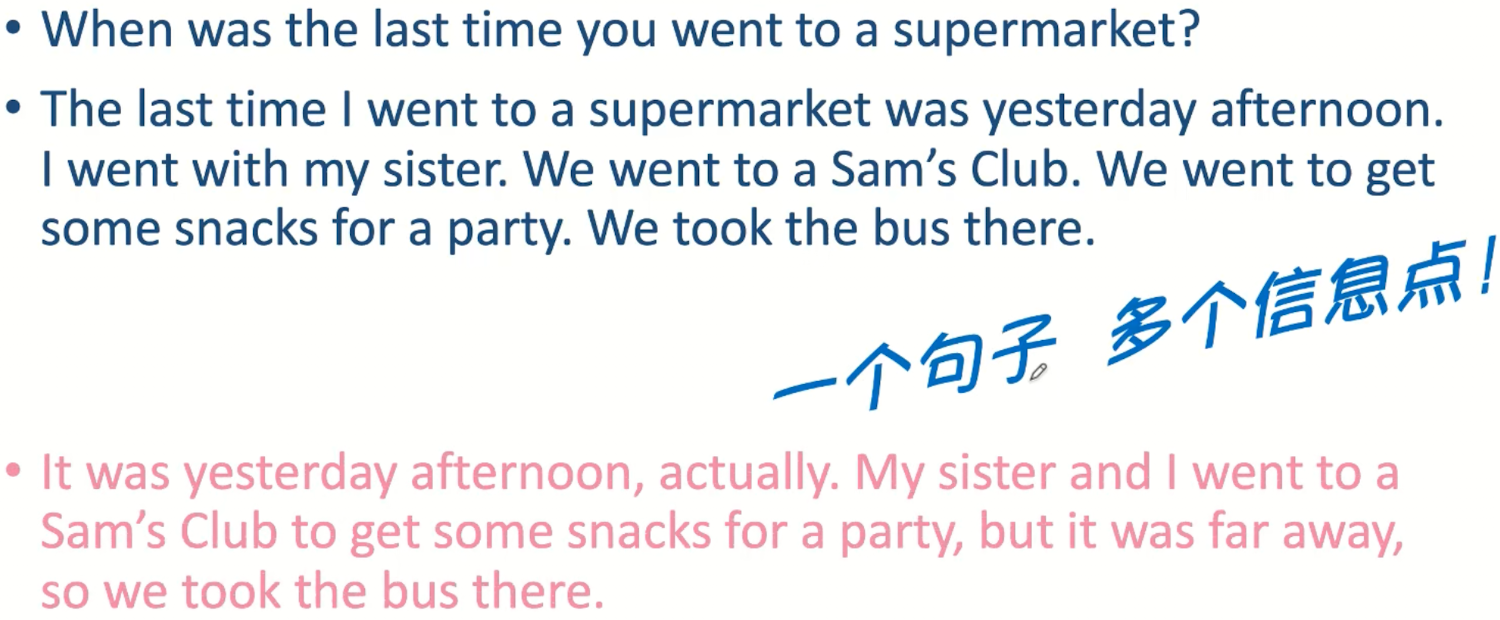 • When was the last time you went to a supermarket?
• The last time I went to a supermarket was yesterday afternoon.
I went with my sister. We went to a Sam’s Club. We went to get
some snacks for a party. We took the bus there.
一个句子 多个信息点!
• It was yesterday afternoon, actually. My sister and I went to a
Sam’s Club to get some snacks for a party, but it was far away,
so we took the bus there.